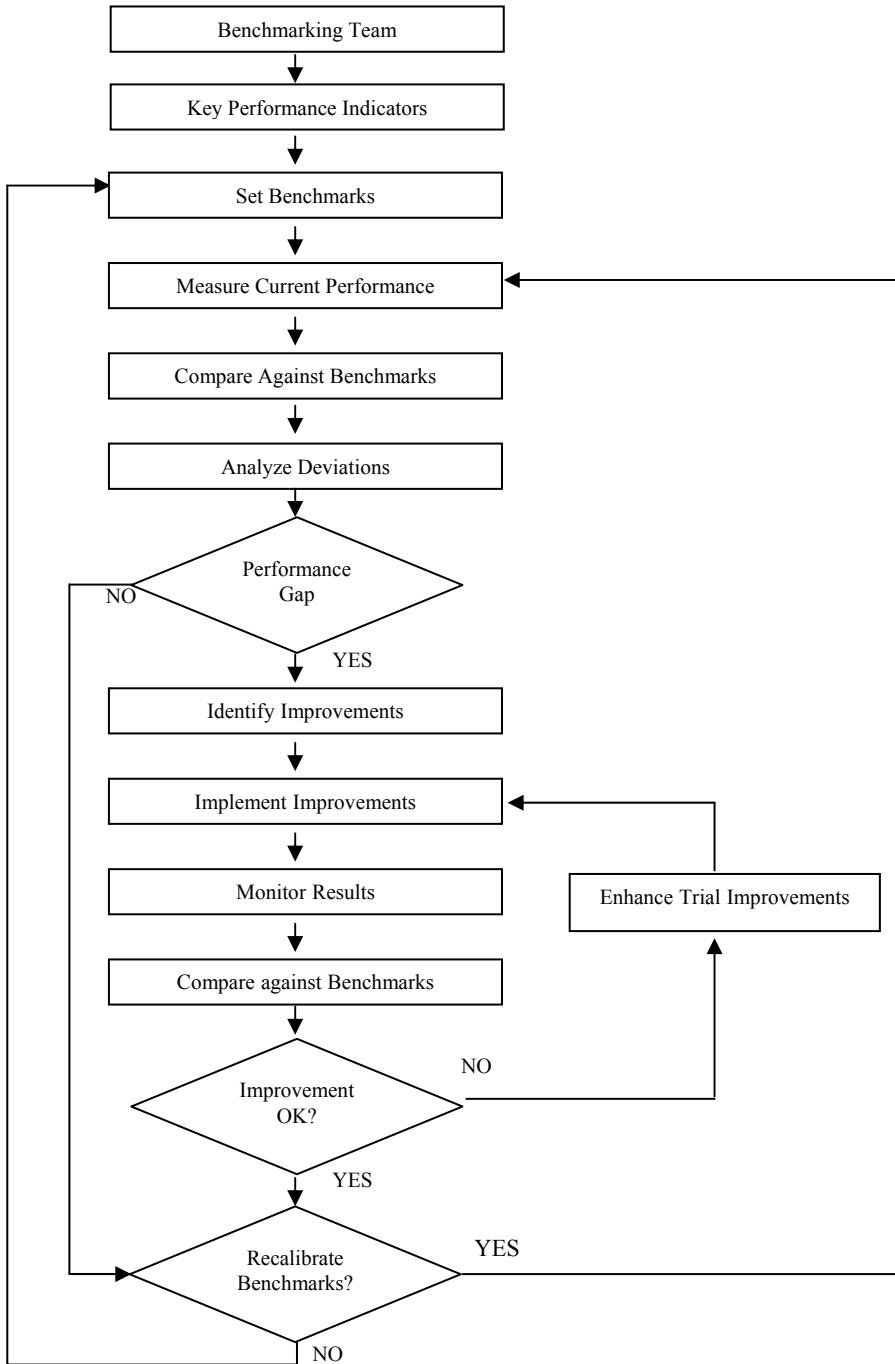 Benchmarking Team
Key Performance Indicators
Set Benchmarks
Measure Current Performance
Compare Against Benchmarks
Analyze Deviations
Performance
Gap
NO
YES
Identify Improvements
Implement Improvements
Monitor Results
Enhance Trial Improvements
Compare against Benchmarks
NO
Improvement
OK?
YES
YES
Recalibrate
Benchmarks?
NO